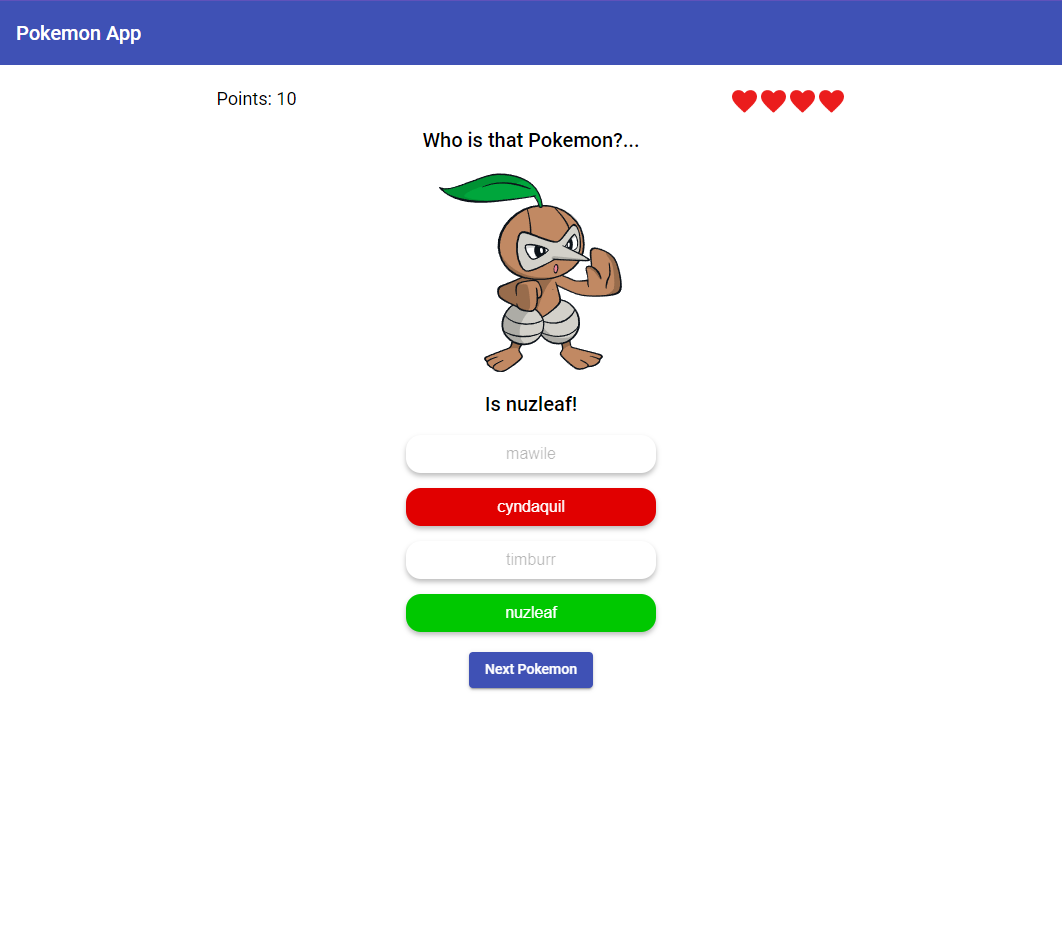 Pokemon App
Points: 10
Who is that Pokemon?...
Is nuzleaf!
mawile
cyndaquil
timburr
nuzleaf
Next Pokemon